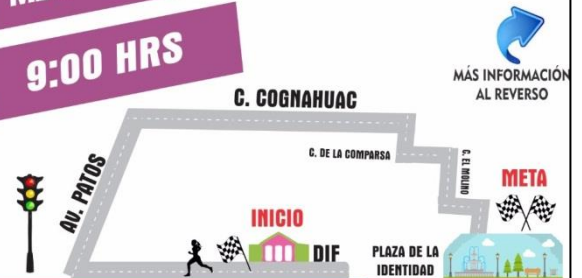 9:00 HRS
MÁS INFORMACIÓN
AL REVERSO
C. COGNAHUAC
C. DE LA COMPARSA
C. EL MOLINO
AV. PATOS
META
INICIO
DIF
PLAZA DE LA
IDENTIDAD